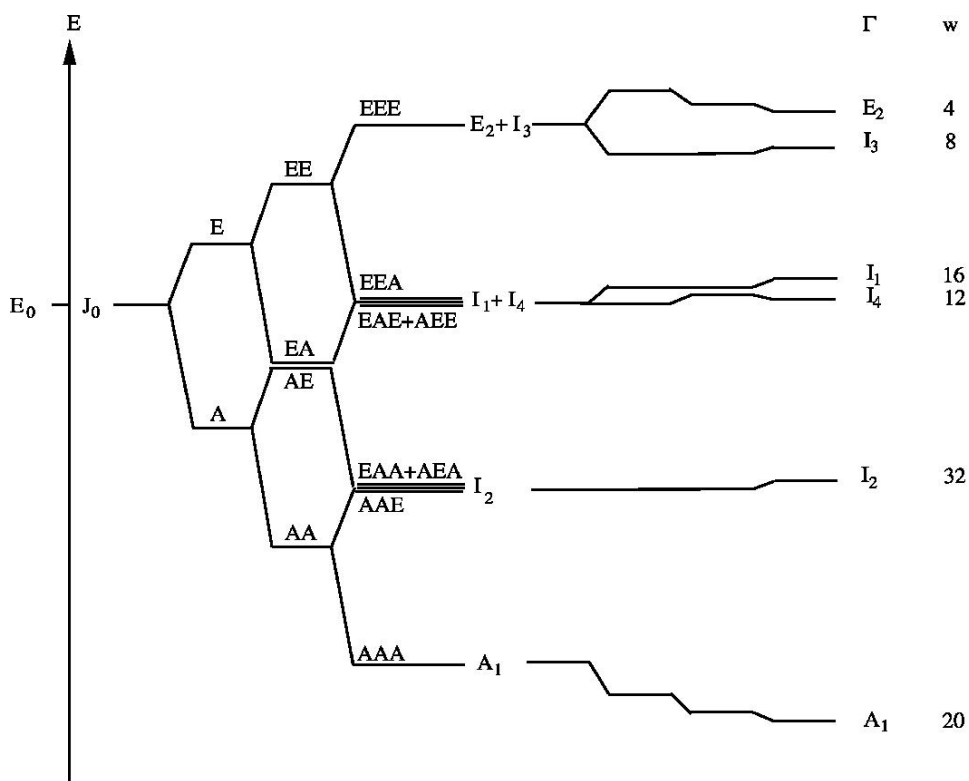 E Γ w
EEE
E₂ 4
E₂ + I₃
I₃ 8
EE
E
I₁ 16
EEA
I₄ 12
E₀ J₀ I₁ + I₄
EAE+AEE
EA
AE
A
EAA+AEA
I₂ 32
I₂
AAE
AA
AAA
A₁
A₁ 20